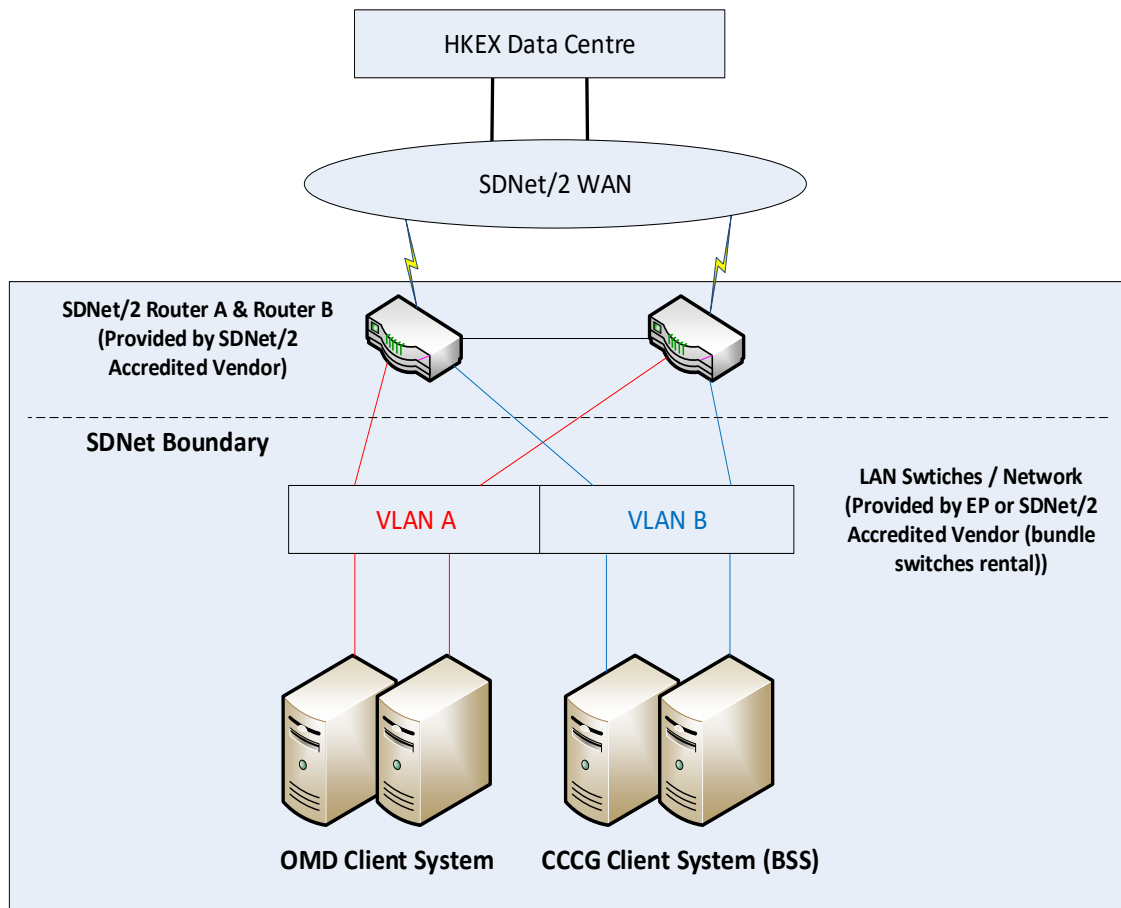 HKEX Data Centre
SDNet/2 WAN
SDNet/2 Router A & Router B
(Provided by SDNet/2
Accredited Vendor)
SDNet Boundary
LAN Swtiches / Network
(Provided by EP or SDNet/2
Accredited Vendor (bundle
switches rental))
VLAN A
VLAN B
OMD Client System
CCCG Client System (BSS)